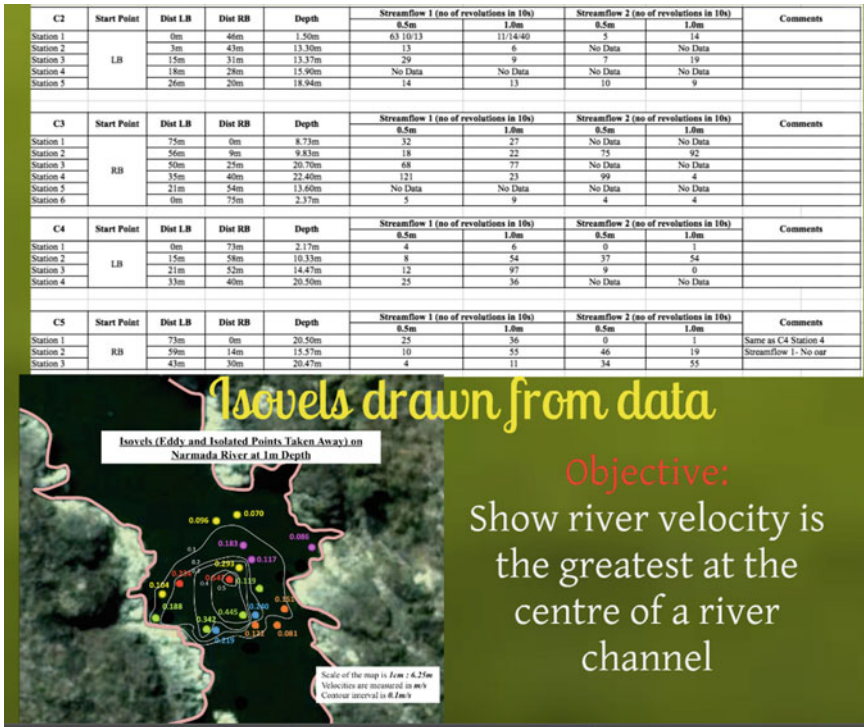 C2 Start Point Dist LB Dist RB Depth Streamflow 1 (no of revolutions in 10s) Streamflow 2 (no of revolutions in 10s) Comments
0.5m 1.0m 0.5m 1.0m
Station 1 LB 0m 46m 1.50m 63 10/13 11/14/40 5 14
Station 2 3m 43m 13.30m 13 6 No Data No Data
Station 3 15m 31m 13.37m 29 9 7 19
Station 4 18m 28m 15.90m No Data No Data No Data No Data
Station 5 26m 20m 18.94m 14 13 10 9
C3 Start Point Dist LB Dist RB Depth Streamflow 1 (no of revolutions in 10s) Streamflow 2 (no of revolutions in 10s) Comments
0.5m 1.0m 0.5m 1.0m
Station 1 RB 75m 0m 8.73m 32 27 No Data No Data
Station 2 56m 9m 9.83m 18 22 75 92
Station 3 50m 25m 20.70m 68 77 No Data No Data
Station 4 35m 40m 22.40m 121 23 99 4
Station 5 21m 54m 13.60m No Data No Data No Data No Data
Station 6 0m 75m 2.37m 5 9 4 4
C4 Start Point Dist LB Dist RB Depth Streamflow 1 (no of revolutions in 10s) Streamflow 2 (no of revolutions in 10s) Comments
0.5m 1.0m 0.5m 1.0m
Station 1 LB 0m 73m 2.17m 4 6 0 1
Station 2 15m 58m 10.33m 8 54 37 54
Station 3 21m 52m 14.47m 12 97 9 0
Station 4 33m 40m 20.50m 25 36 No Data No Data
C5 Start Point Dist LB Dist RB Depth Streamflow 1 (no of revolutions in 10s) Streamflow 2 (no of revolutions in 10s) Comments
0.5m 1.0m 0.5m 1.0m
Station 1 RB 73m 0m 20.50m 25 36 0 1 Same as C4 Station 4
Station 2 59m 14m 15.57m 10 55 46 19 Streamflow 1- No oar
Station 3 43m 30m 20.47m 4 11 34 55
Isovels drawn from data
Isovels (Eddy and Isolated Points Taken Away) on
Narmada River at 1m Depth
0.096 0.070
0.183 0.086
0.117
0.293
0.119
0.104
0.188 0.445
0.342
0.219 0.081
0.4 0.5
Scale of the map is 1cm : 6.25m
Velocities are measured in m/s
Contour interval is 0.1m/s
Objective:
Show river velocity is
the greatest at the
centre of a river
channel